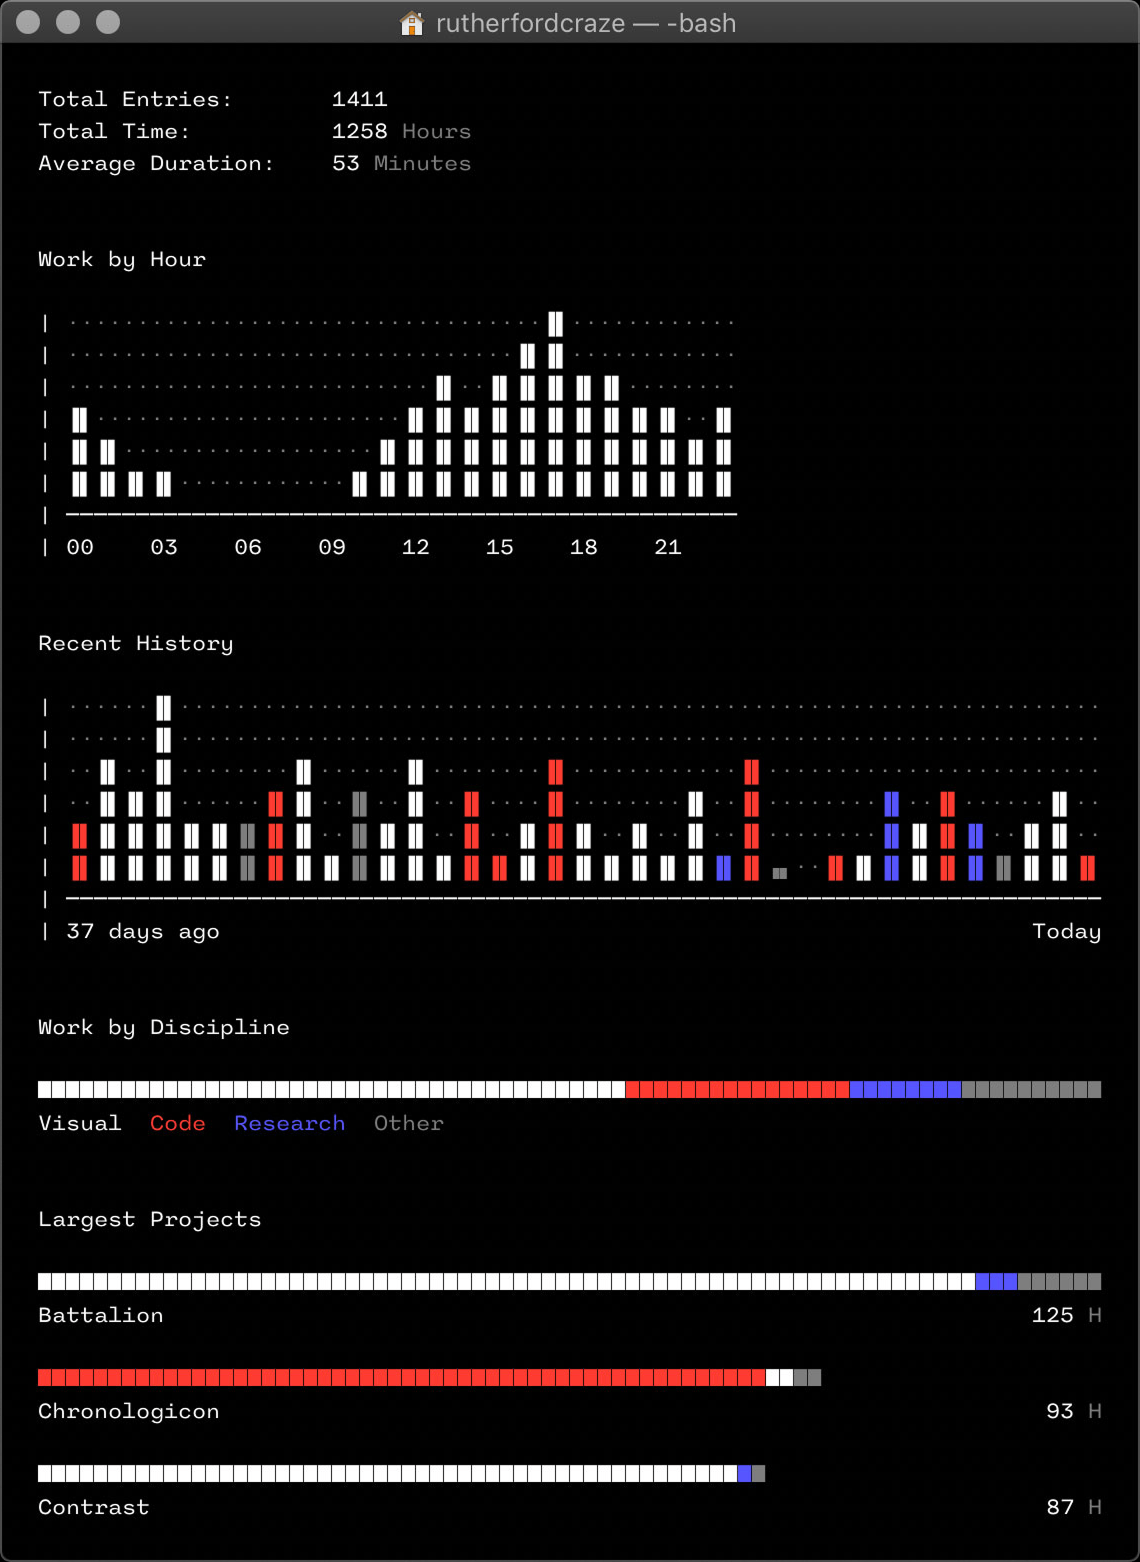 rutherfordcraze — -bash
Total Entries: 1411
Total Time: 1258 Hours
Average Duration: 53 Minutes
Work by Hour
00 03 06 09 12 15 18 21
Recent History
37 days ago Today
Work by Discipline
Visual Code Research Other
Largest Projects
Battalion 125 H
Chronologicon 93 H
Contrast 87 H